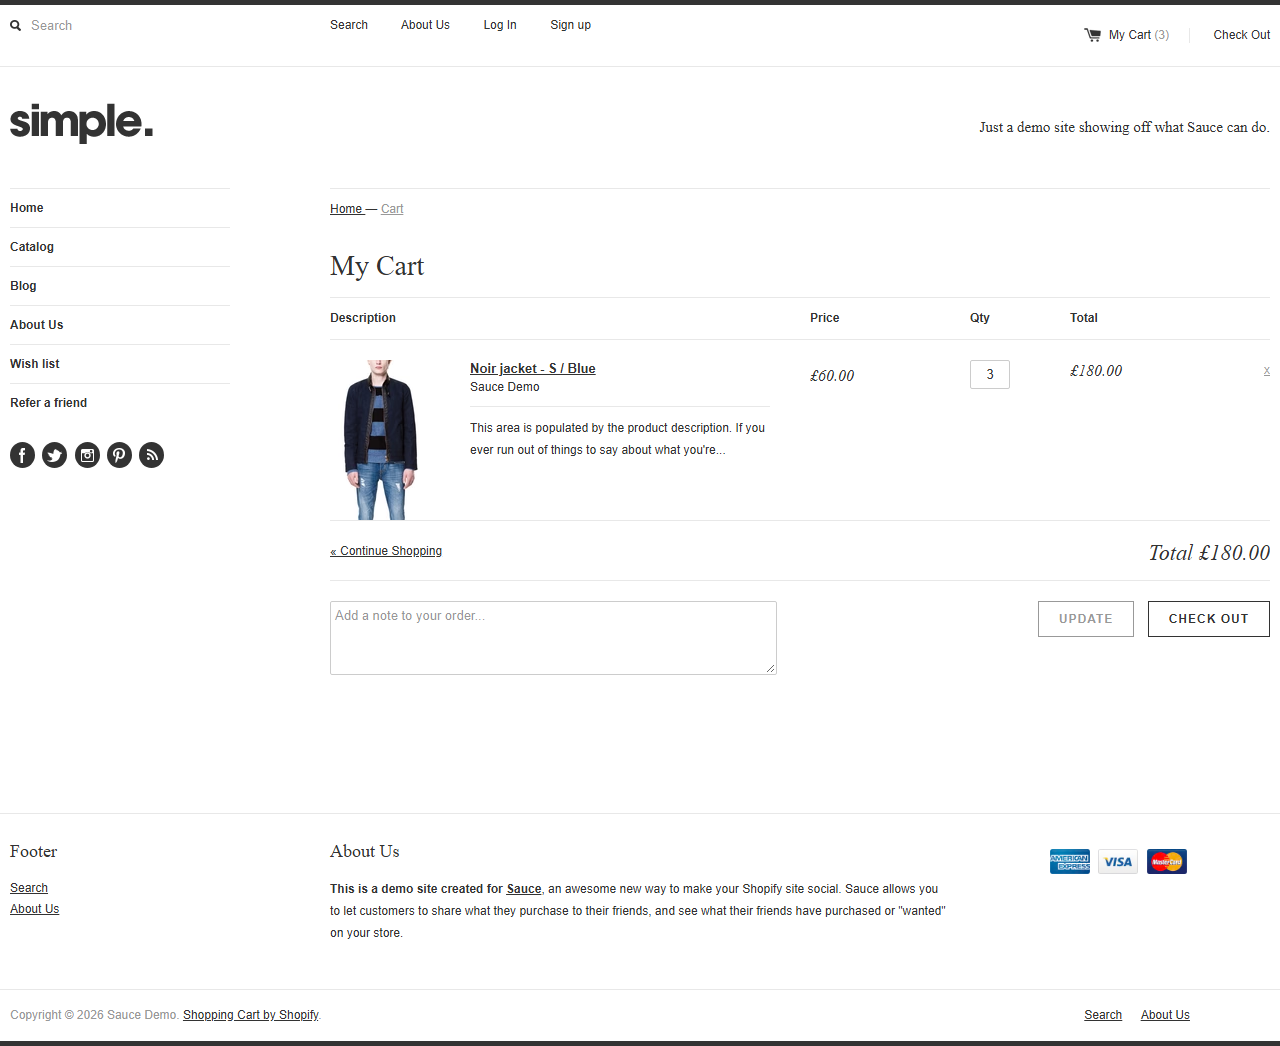 Search
Search
About Us
Log In
Sign up
My Cart (3)
Check Out
simple.
Just a demo site showing off what Sauce can do.
Home
Catalog
Blog
About Us
Wish list
Refer a friend
Home — Cart
My Cart
Description
Price
Qty
Total
Noir jacket - S / Blue
Sauce Demo
£60.00
3
£180.00
x
This area is populated by the product description. If you
ever run out of things to say about what you're...
« Continue Shopping
Total £180.00
Add a note to your order...
UPDATE
CHECK OUT
Footer
Search
About Us
About Us
This is a demo site created for Sauce, an awesome new way to make your Shopify site social. Sauce allows you
to let customers to share what they purchase to their friends, and see what their friends have purchased or "wanted"
on your store.
AMERICAN
EXPRESS
VISA
MasterCard
Copyright © 2026 Sauce Demo. Shopping Cart by Shopify.
Search
About Us